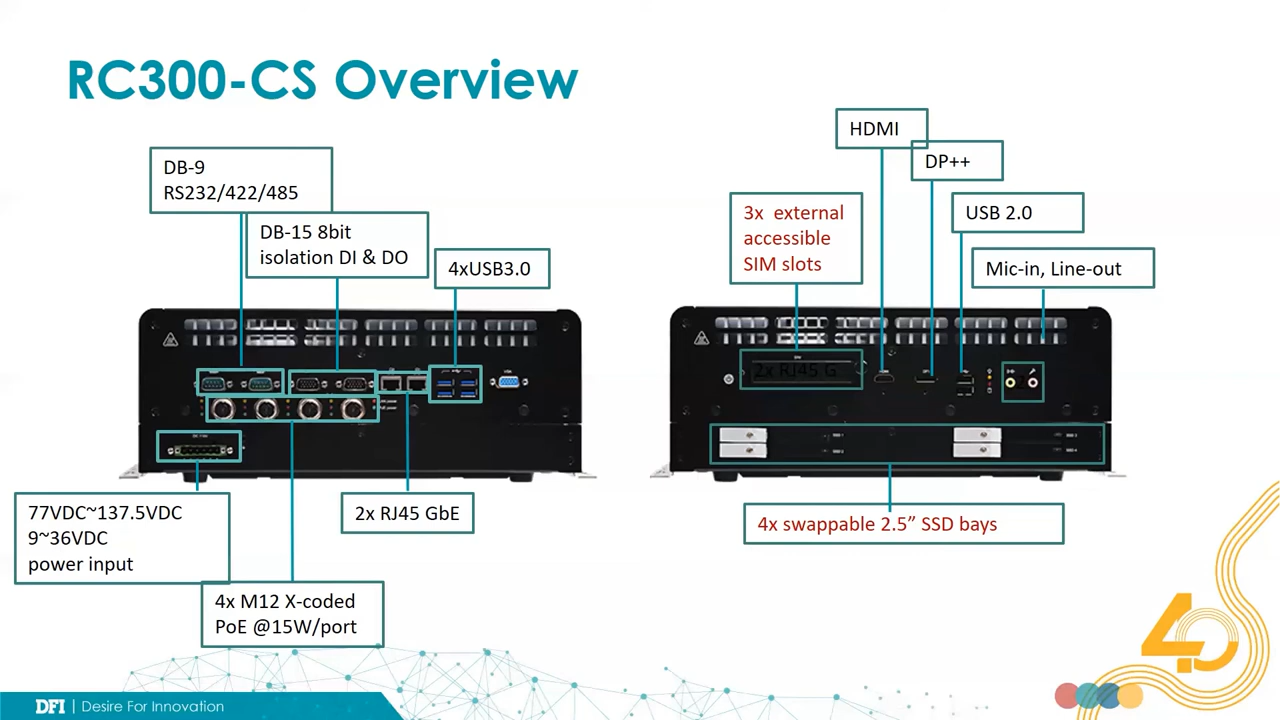 RC300-CS Overview
HDMI
DB-9
RS232/422/485
DP++
3x  external
accessible
SIM slots
USB 2.0
DB-15 8bit
isolation DI & DO
4xUSB3.0
Mic-in, Line-out
2x RJ45 G
77VDC~137.5VDC
9~36VDC
power input
2x RJ45 GbE
4x swappable 2.5” SSD bays
4x M12 X-coded
PoE @15W/port
40
DFI | Desire For Innovation